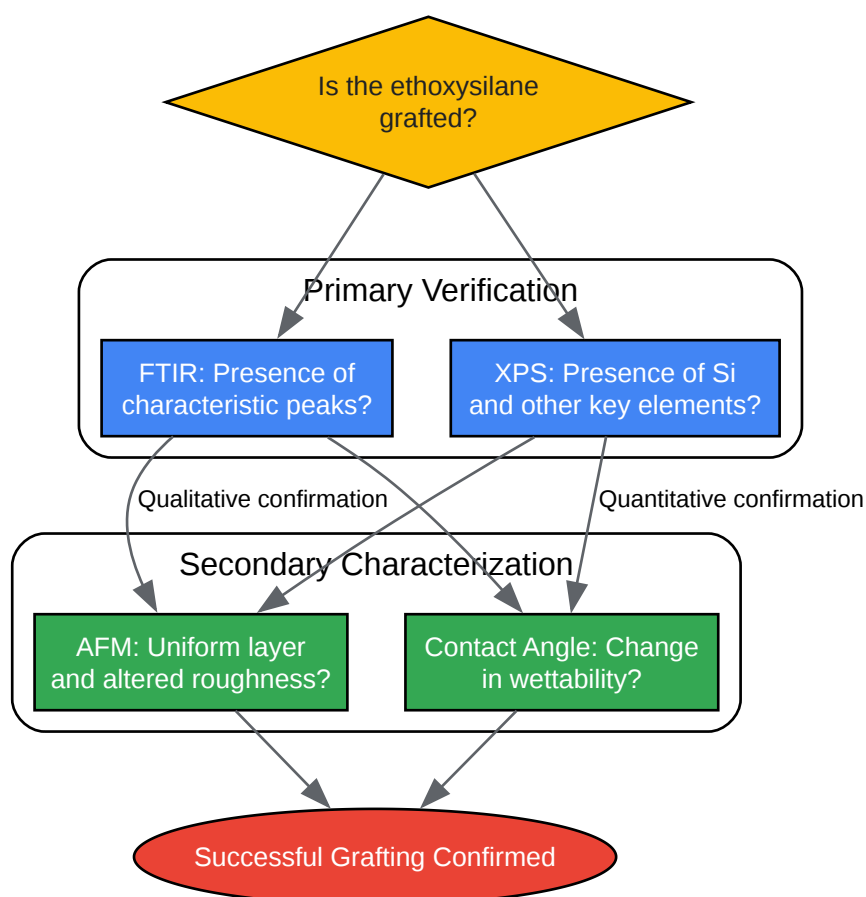 Is the ethoxysilane
grafted?
Primary Verification
FTIR: Presence of
characteristic peaks?
XPS: Presence of Si
and other key elements?
Qualitative confirmation
Quantitative confirmation
Secondary Characterization
AFM: Uniform layer
and altered roughness?
Contact Angle: Change
in wettability?
Successful Grafting Confirmed